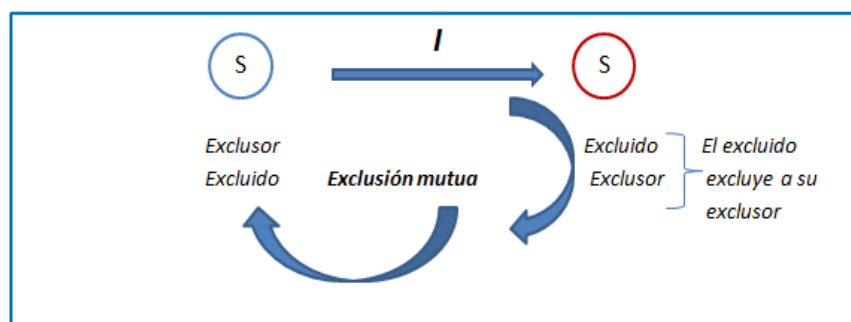 I
S
S
Exclusor
Excluido
Exclusión mutua
Excluido
Exclusor
El excluido
excluye a su
exclusor